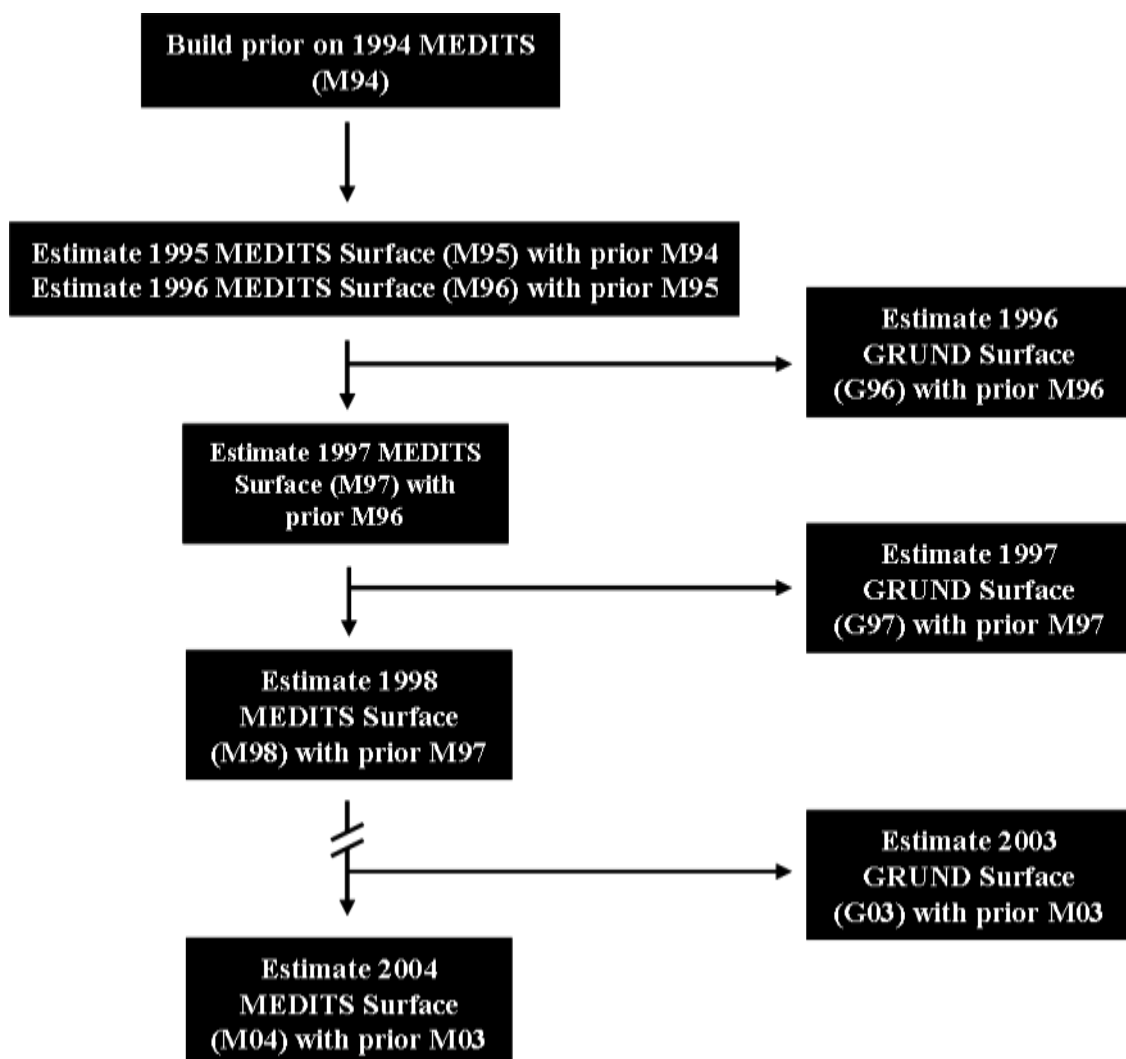 Build prior on 1994 MEDITS
(M94)
Estimate 1995 MEDITS Surface (M95) with prior M94
Estimate 1996 MEDITS Surface (M96) with prior M95
Estimate 1996
GRUND Surface
(G96) with prior M96
Estimate 1997 MEDITS
Surface (M97) with
prior M96
Estimate 1997
GRUND Surface
(G97) with prior M97
Estimate 1998
MEDITS Surface
(M98) with prior M97
Estimate 2003
GRUND Surface
(G03) with prior M03
Estimate 2004
MEDITS Surface
(M04) with prior M03